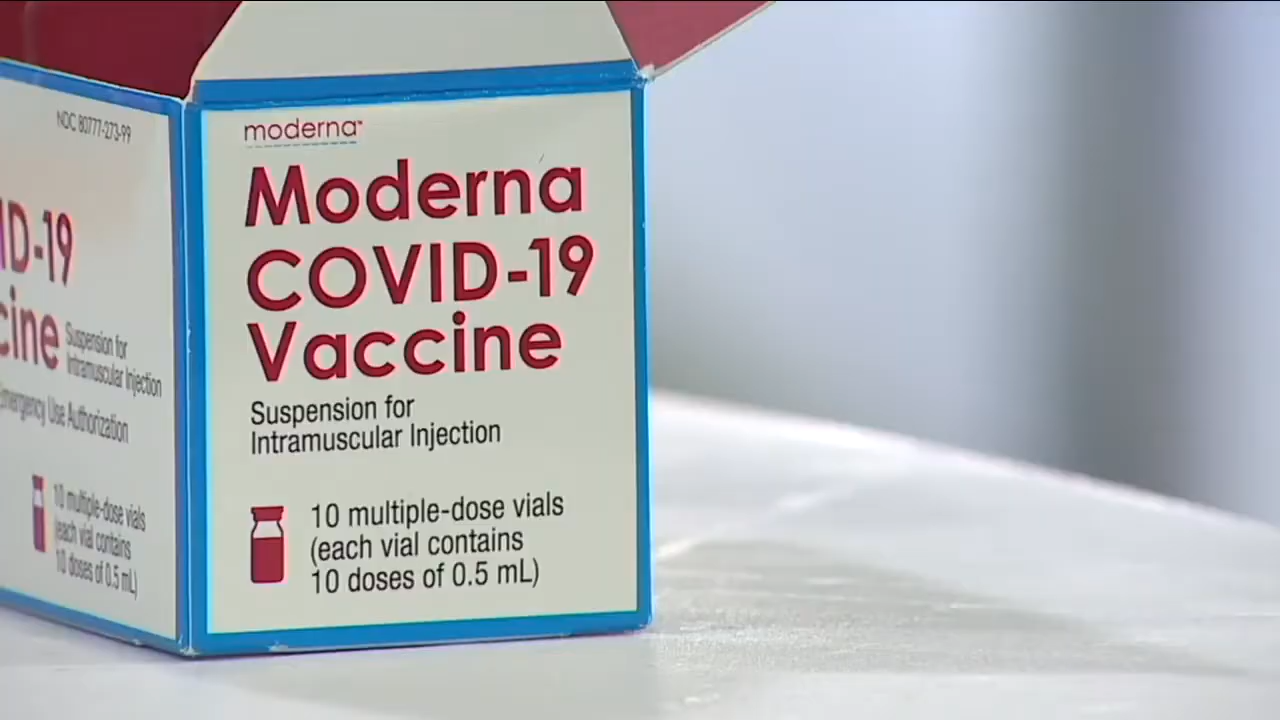 NDC 80777-273-99
ID-19
cine
Suspension for
Intramuscular Injection
Emergency Use Authorization
10 multiple-dose vials
(each vial contains
10 doses of 0.5 mL)
moderna™
Moderna
COVID-19
Vaccine
Suspension for
Intramuscular Injection
10 multiple-dose vials
(each vial contains
10 doses of 0.5 mL)